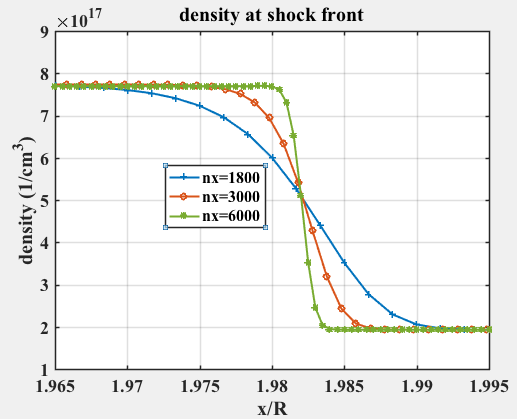 density at shock front
× 10^17
9
8
7
6
5
4
3
2
1
density (1/cm^3)
nx=1800
nx=3000
nx=6000
1.965 1.97 1.975 1.98 1.985 1.99 1.995
x/R